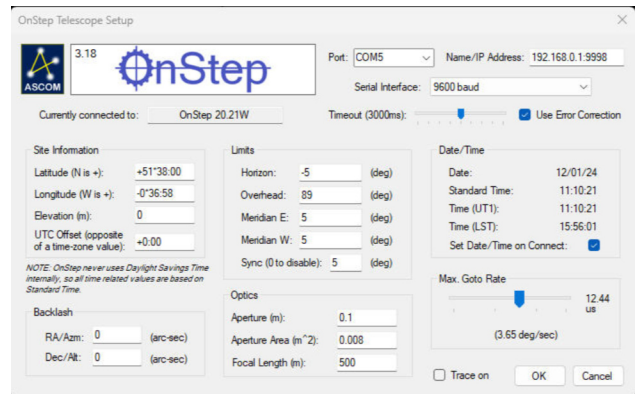 OnStep Telescope Setup
ASCOM
3.18
OnStep
Port: COM5
Name/IP Address: 192.168.0.1:9998
Serial Interface: 9600 baud
Currently connected to: OnStep 20.21W
Timeout (3000ms):
Use Error Correction
Site Information
Latitude (N is +): +51*38:00
Longitude (W is +): -0*36:58
Elevation (m): 0
UTC Offset (opposite
of a time-zone value): +0:00
NOTE: OnStep never uses Daylight Savings Time
internally, so all time related values are based on
Standard Time.
Backlash
RA/Azm: 0 (arc-sec)
Dec/Alt: 0 (arc-sec)
Limits
Horizon: -5 (deg)
Overhead: 89 (deg)
Meridian E: 5 (deg)
Meridian W: 5 (deg)
Sync (0 to disable): 5 (deg)
Optics
Aperture (m): 0.1
Aperture Area (m^2): 0.008
Focal Length (m): 500
Date/Time
Date: 12/01/24
Standard Time: 11:10:21
Time (UT1): 11:10:21
Time (LST): 15:56:01
Set Date/Time on Connect:
Max. Goto Rate
12.44
us
(3.65 deg/sec)
Trace on
OK
Cancel